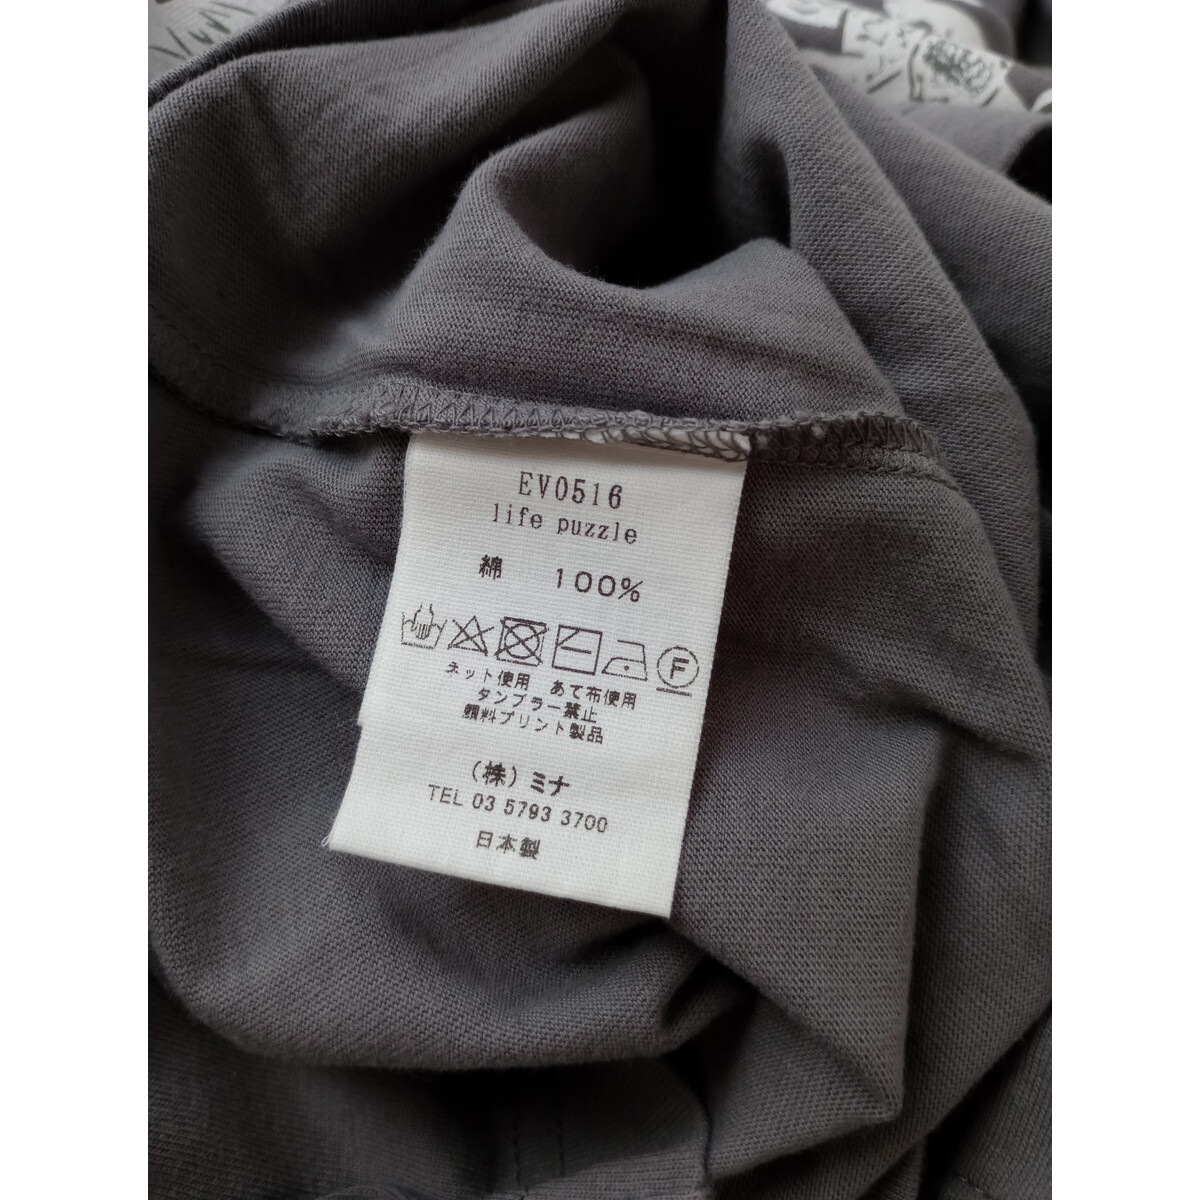 EV0516
life puzzle
綿 100%
F
ネット使用 あて布使用
タンブラー禁止
顔料プリント製品
(株)ミナ
TEL 03 5793 3700
日本製